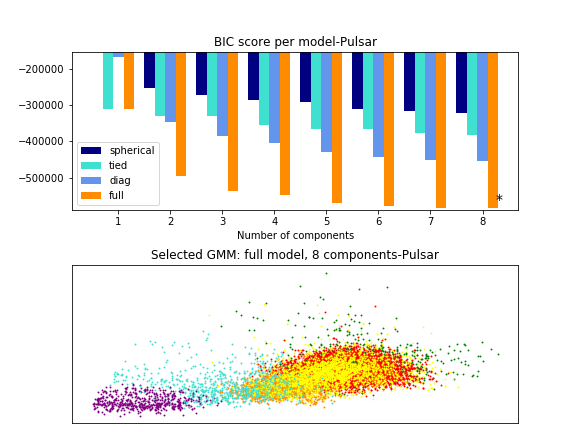 BIC score per model-Pulsar
−200000
−300000
−400000
−500000
spherical
tied
diag
full
*
1 2 3 4 5 6 7 8
Number of components
Selected GMM: full model, 8 components-Pulsar